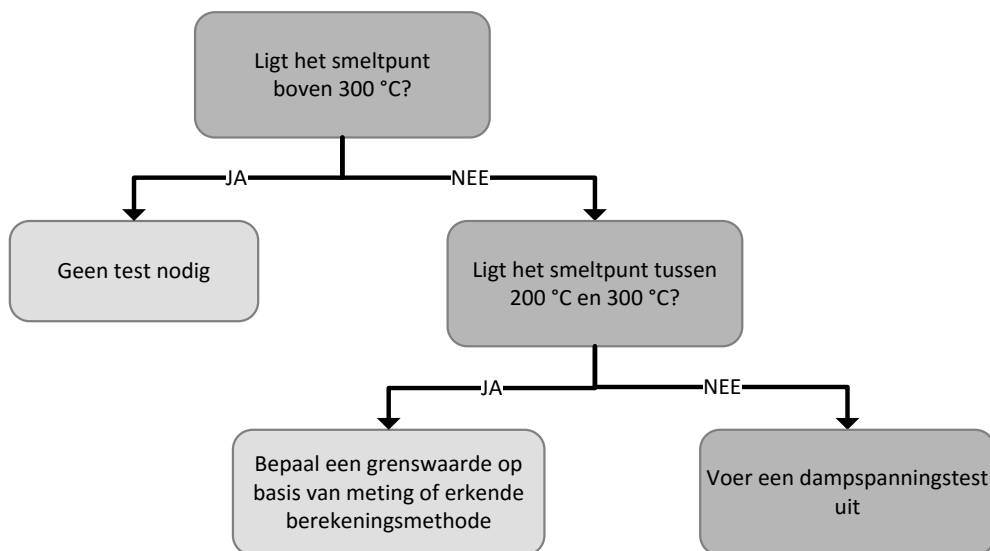 Ligt het smeltpunt
boven 300 °C?
JA
NEE
Geen test nodig
Ligt het smeltpunt tussen
200 °C en 300 °C?
JA
NEE
Bepaal een grenswaarde op
basis van meting of erkende
berekeningsmethode
Voer een dampspanningstest
uit